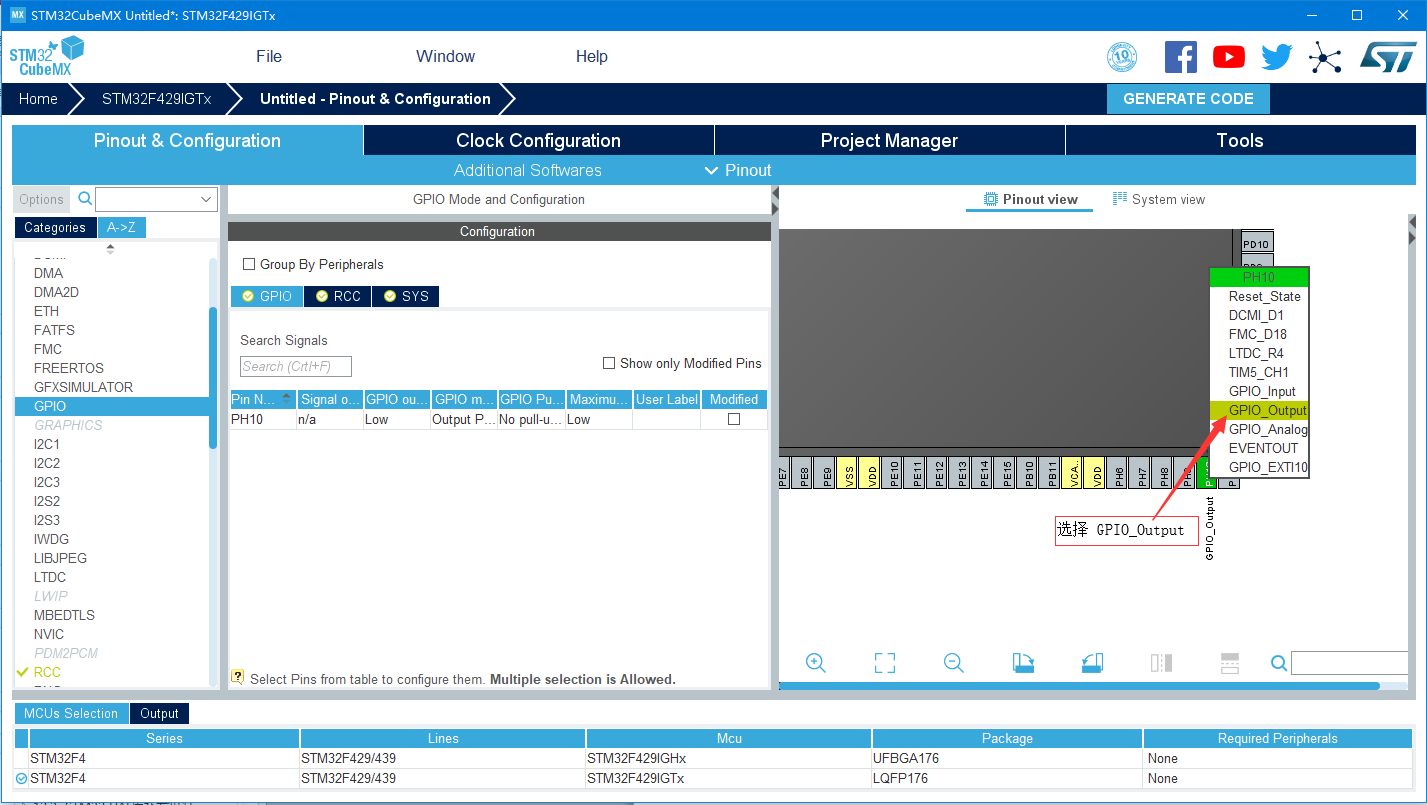 STM32CubeMX Untitled*: STM32F429IGTx
STM32
CubeMX
File
Window
Help
10
Home
STM32F429IGTx
Untitled - Pinout & Configuration
GENERATE CODE
Pinout & Configuration
Clock Configuration
Project Manager
Tools
Additional Softwares
Pinout
Options
Categories
A->Z
DMA
DMA2D
ETH
FATFS
FMC
FREERTOS
GFXSIMULATOR
GPIO
GRAPHICS
I2C1
I2C2
I2C3
I2S2
I2S3
IWDG
LIBJPEG
LTDC
LWIP
MBEDTLS
NVIC
PDM2PCM
RCC
GPIO Mode and Configuration
Configuration
Group By Peripherals
GPIO
RCC
SYS
Search Signals
Search (CrtI+F)
Show only Modified Pins
Pin N... Signal o... GPIO ou... GPIO m... GPIO Pu... Maximu... User Label Modified
PH10 n/a Low Output P... No pull-u... Low
Select Pins from table to configure them. Multiple selection is Allowed.
Pinout view
System view
PD10
PH10
Reset_State
DCMI_D1
FMC_D18
LTDC_R4
TIM5_CH1
GPIO_Input
GPIO_Output
GPIO_Analog
EVENTOUT
GPIO_EXTI10
PE7 PE8 PE9 VSS VDD PE10 PE11 PE12 PE13 PE14 PE15 PB10 PB11 VCA.. VDD PH6 PH7 PH8
GPIO_Output
选择 GPIO_Output
MCUs Selection
Output
Series Lines Mcu Package Required Peripherals
STM32F4 STM32F429/439 STM32F429IGHx UFBGA176 None
STM32F4 STM32F429/439 STM32F429IGTx LQFP176 None